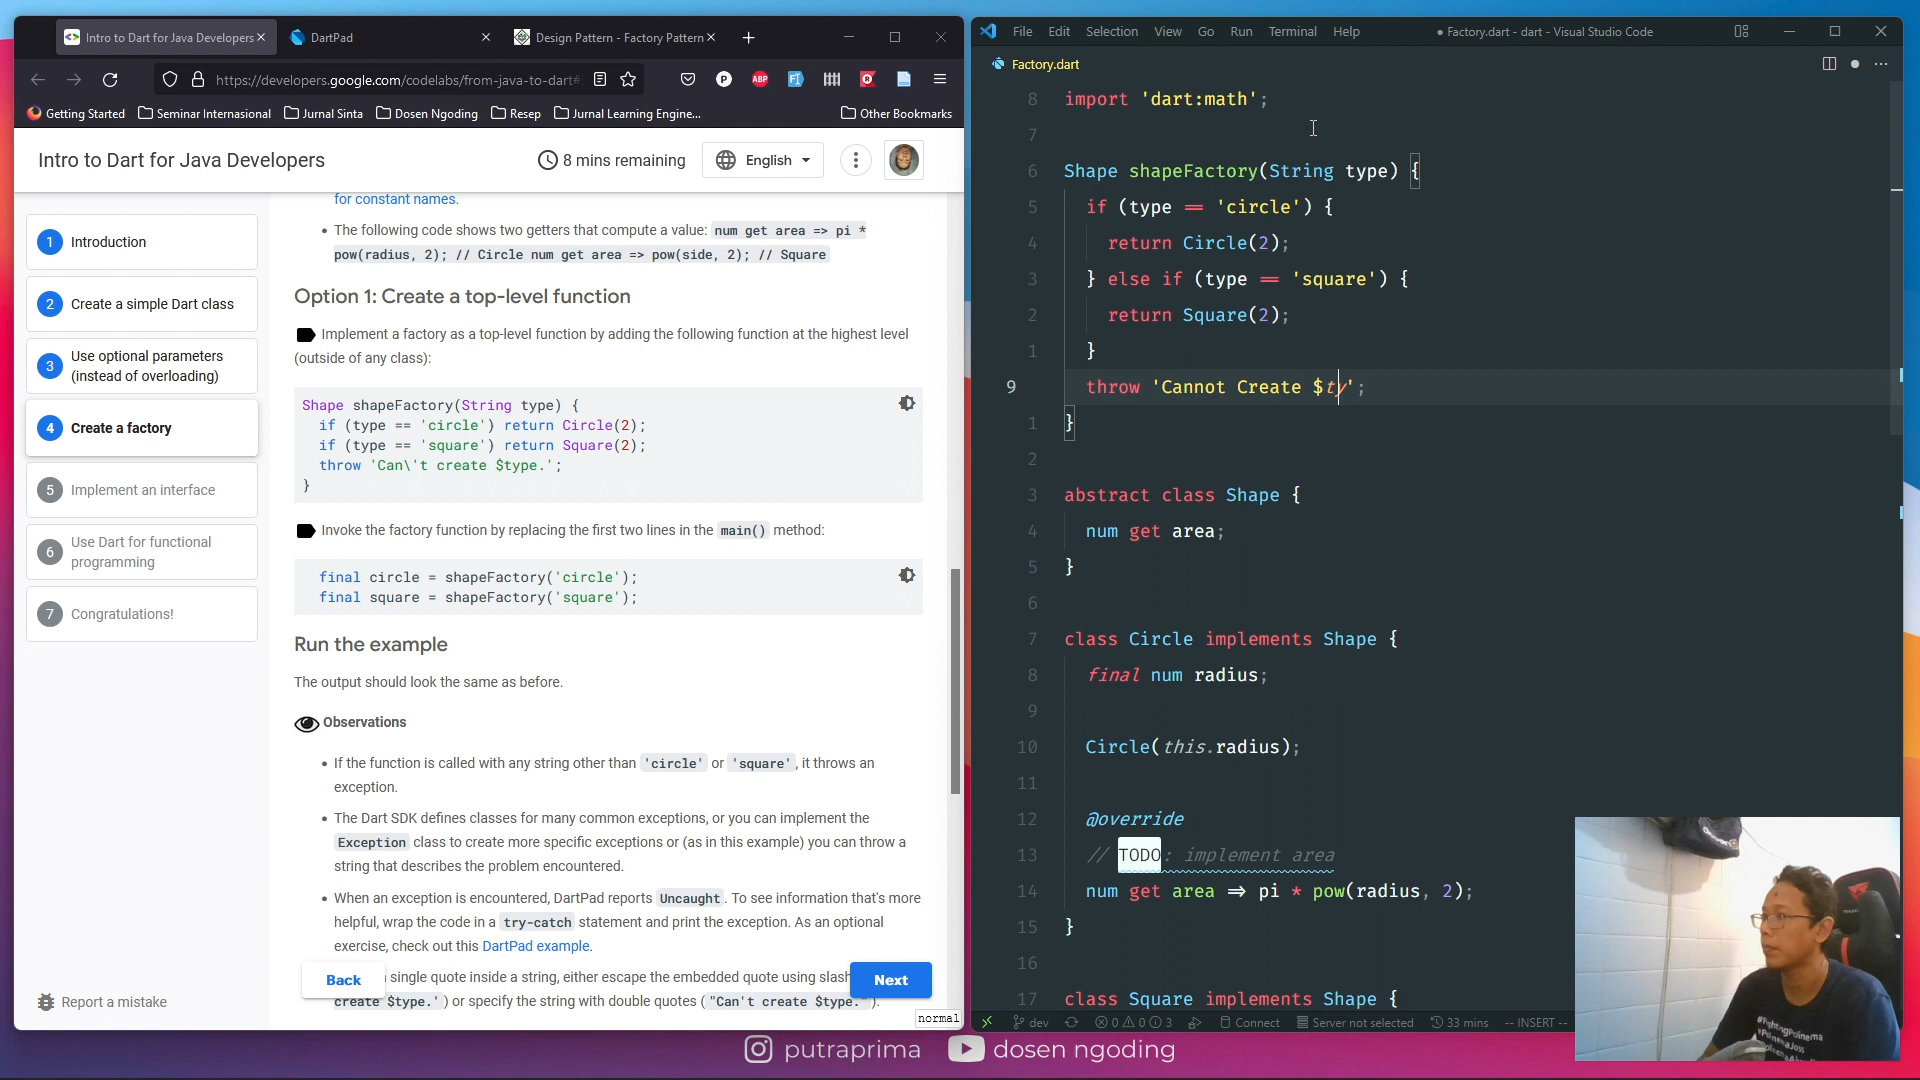 Intro to Dart for Java Developers
DartPad
Design Pattern - Factory Pattern
https://developers.google.com/codelabs/from-java-to-dart#
Getting Started
Seminar Internasional
Jurnal Sinta
Dosen Ngoding
Resep
Jurnal Learning Engine...
Other Bookmarks
Intro to Dart for Java Developers
8 mins remaining
English
1 Introduction
2 Create a simple Dart class
3 Use optional parameters
(instead of overloading)
4 Create a factory
5 Implement an interface
6 Use Dart for functional
programming
7 Congratulations!
Report a mistake
for constant names.
• The following code shows two getters that compute a value: num get area => pi *
pow(radius, 2); // Circle num get area => pow(side, 2); // Square
Option 1: Create a top-level function
Implement a factory as a top-level function by adding the following function at the highest level
(outside of any class):
Shape shapeFactory(String type) {
if (type == 'circle') return Circle(2);
if (type == 'square') return Square(2);
throw 'Can\'t create $type.';
}
Invoke the factory function by replacing the first two lines in the main() method:
final circle = shapeFactory('circle');
final square = shapeFactory('square');
Run the example
The output should look the same as before.
Observations
• If the function is called with any string other than 'circle' or 'square', it throws an
exception.
• The Dart SDK defines classes for many common exceptions, or you can implement the
Exception class to create more specific exceptions or (as in this example) you can throw a
string that describes the problem encountered.
• When an exception is encountered, DartPad reports Uncaught. To see information that's more
helpful, wrap the code in a try-catch statement and print the exception. As an optional
exercise, check out this DartPad example.
single quote inside a string, either escape the embedded quote using slash
create $type.') or specify the string with double quotes ("Can't create $type.").
Back
Next
normal
File Edit Selection View Go Run Terminal Help
● Factory.dart - dart - Visual Studio Code
Factory.dart
8 import 'dart:math';
7
6 Shape shapeFactory(String type) {
5 if (type == 'circle') {
4 return Circle(2);
3 } else if (type == 'square') {
2 return Square(2);
1 }
9 throw 'Cannot Create $ty';
1 }
2
3 abstract class Shape {
4 num get area;
5 }
6
7 class Circle implements Shape {
8 final num radius;
9
10 Circle(this.radius);
11
12 @override
13 // TODO: implement area
14 num get area => pi * pow(radius, 2);
15 }
16
17 class Square implements Shape {
dev 0 0 3 Connect Server not selected 33 mins -- INSERT --
putraprima
dosen ngoding
#FightingPolinema